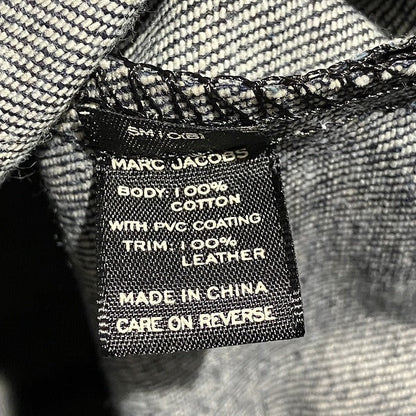 MARC JACOBS
BODY: 100%
COTTON
WITH PVC COATING
TRIM: 100%
LEATHER
MADE IN CHINA
CARE ON REVERSE